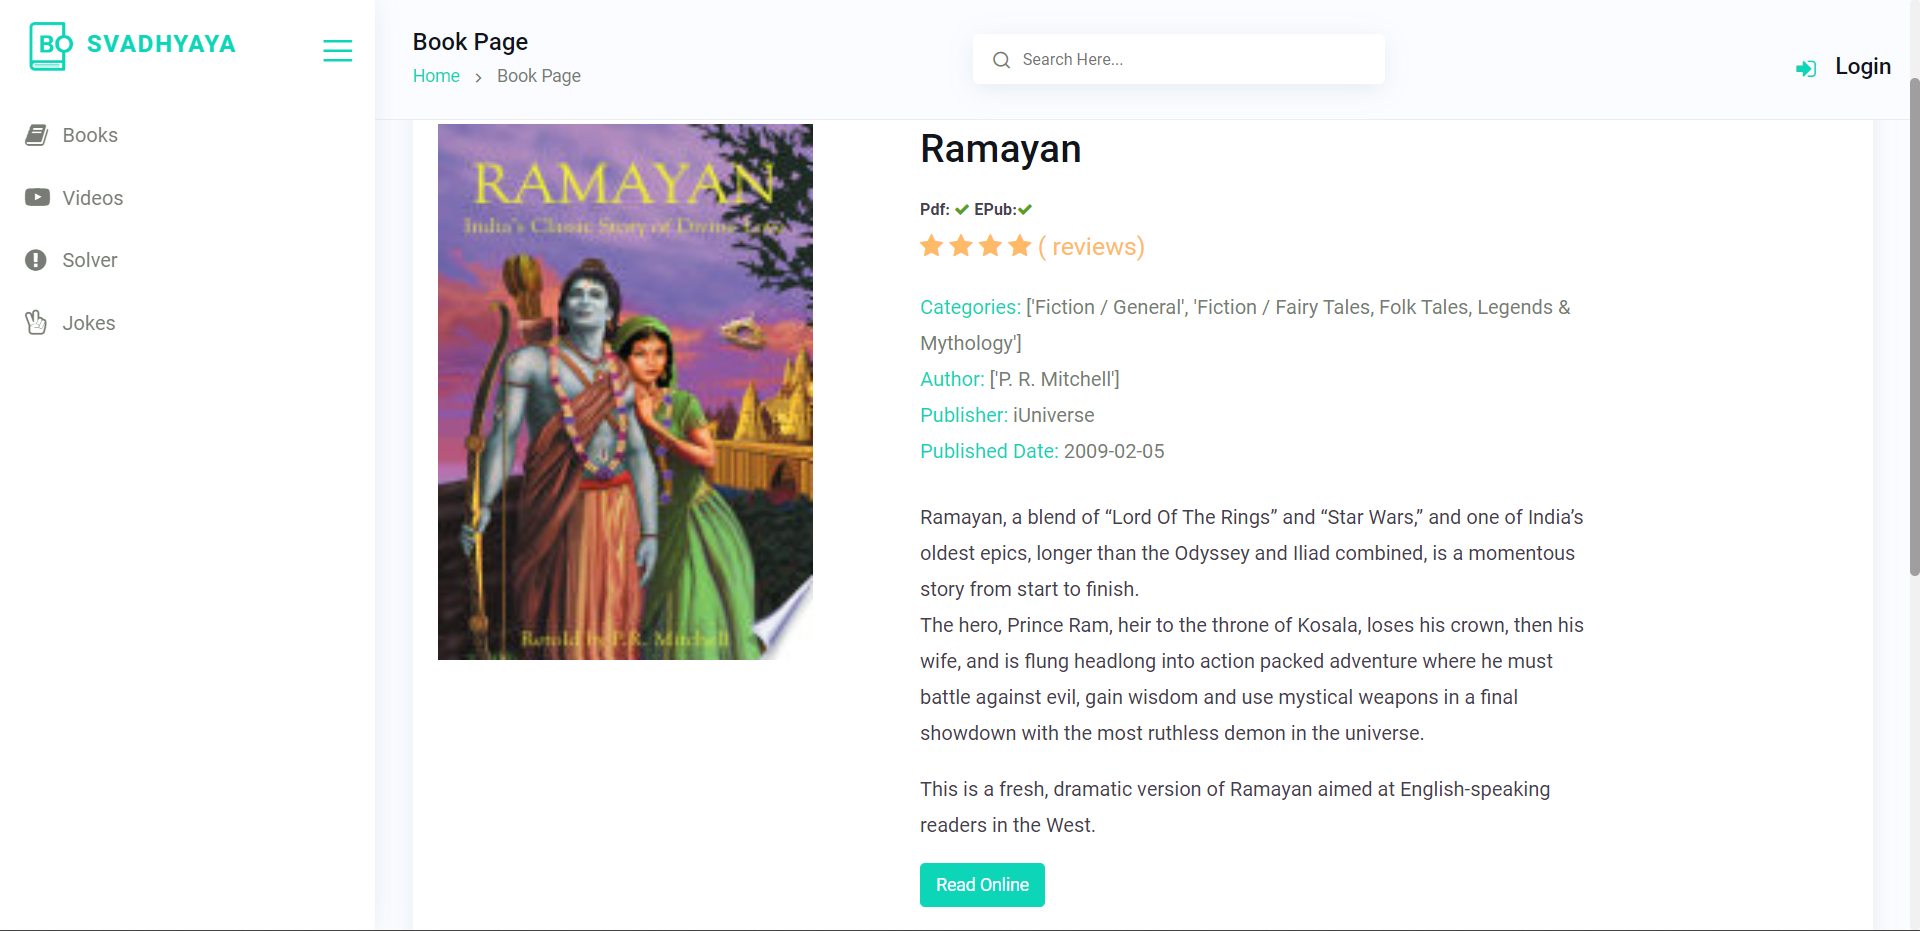 BO SVADHYAYA
Books
Videos
Solver
Jokes
Book Page
Home > Book Page
Search Here...
Login
RAMAYAN
India's Classic Story of Divine Love
Retold by P.R. Mitchell
Ramayan
Pdf: EPub:
( reviews)
Categories: ['Fiction / General', 'Fiction / Fairy Tales, Folk Tales, Legends &
Mythology']
Author: ['P. R. Mitchell']
Publisher: iUniverse
Published Date: 2009-02-05
Ramayan, a blend of “Lord Of The Rings” and “Star Wars,” and one of India’s
oldest epics, longer than the Odyssey and Iliad combined, is a momentous
story from start to finish.
The hero, Prince Ram, heir to the throne of Kosala, loses his crown, then his
wife, and is flung headlong into action packed adventure where he must
battle against evil, gain wisdom and use mystical weapons in a final
showdown with the most ruthless demon in the universe.
This is a fresh, dramatic version of Ramayan aimed at English-speaking
readers in the West.
Read Online